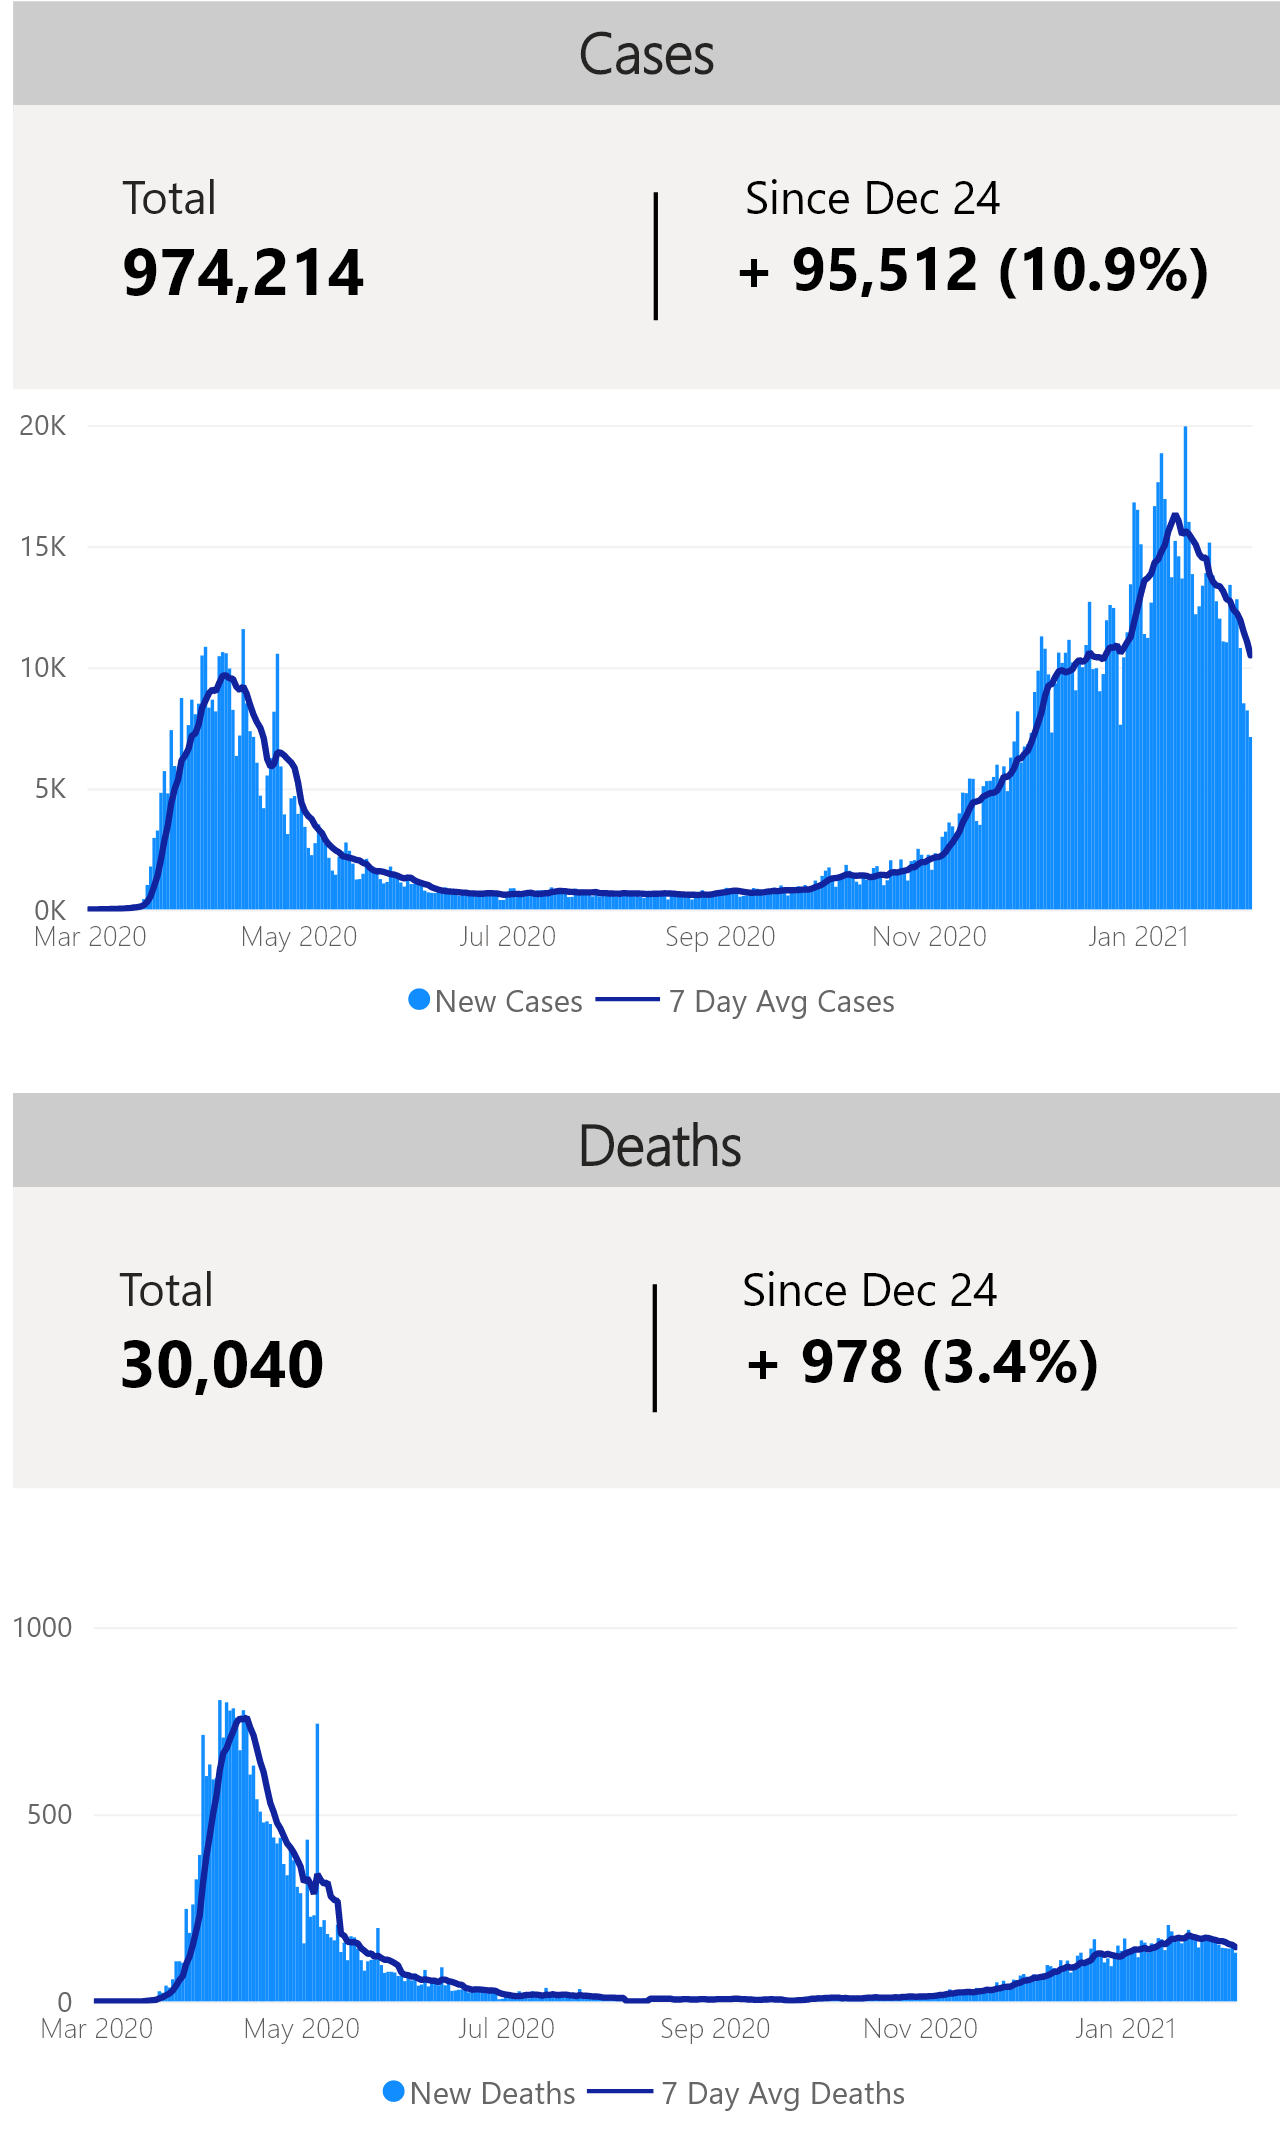 Cases
Total
Since Dec 24
974,214
+ 95,512 (10.9%)
20K
15K
10K
5K
0K
Mar 2020 May 2020 Jul 2020 Sep 2020 Nov 2020 Jan 2021
New Cases 7 Day Avg Cases
Deaths
Total
Since Dec 24
30,040
+ 978 (3.4%)
1000
500
0
Mar 2020 May 2020 Jul 2020 Sep 2020 Nov 2020 Jan 2021
New Deaths 7 Day Avg Deaths